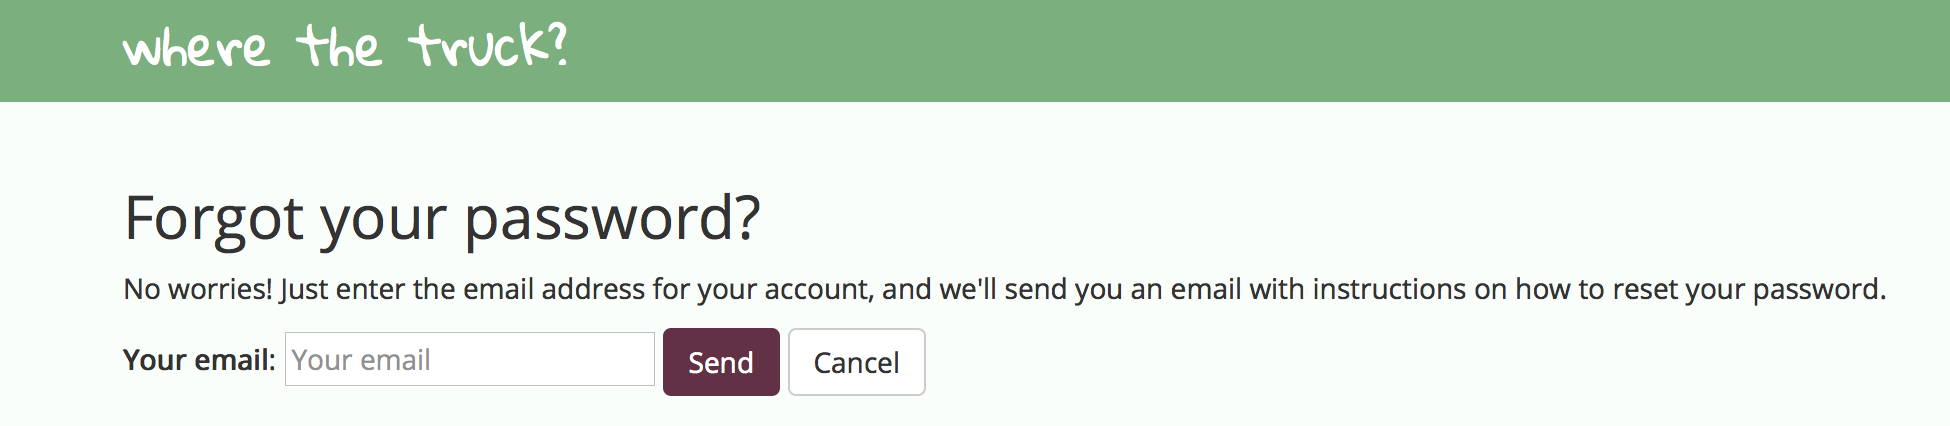 where the truck?
Forgot your password?
No worries! Just enter the email address for your account, and we'll send you an email with instructions on how to reset your password.
Your email: Your email Send Cancel